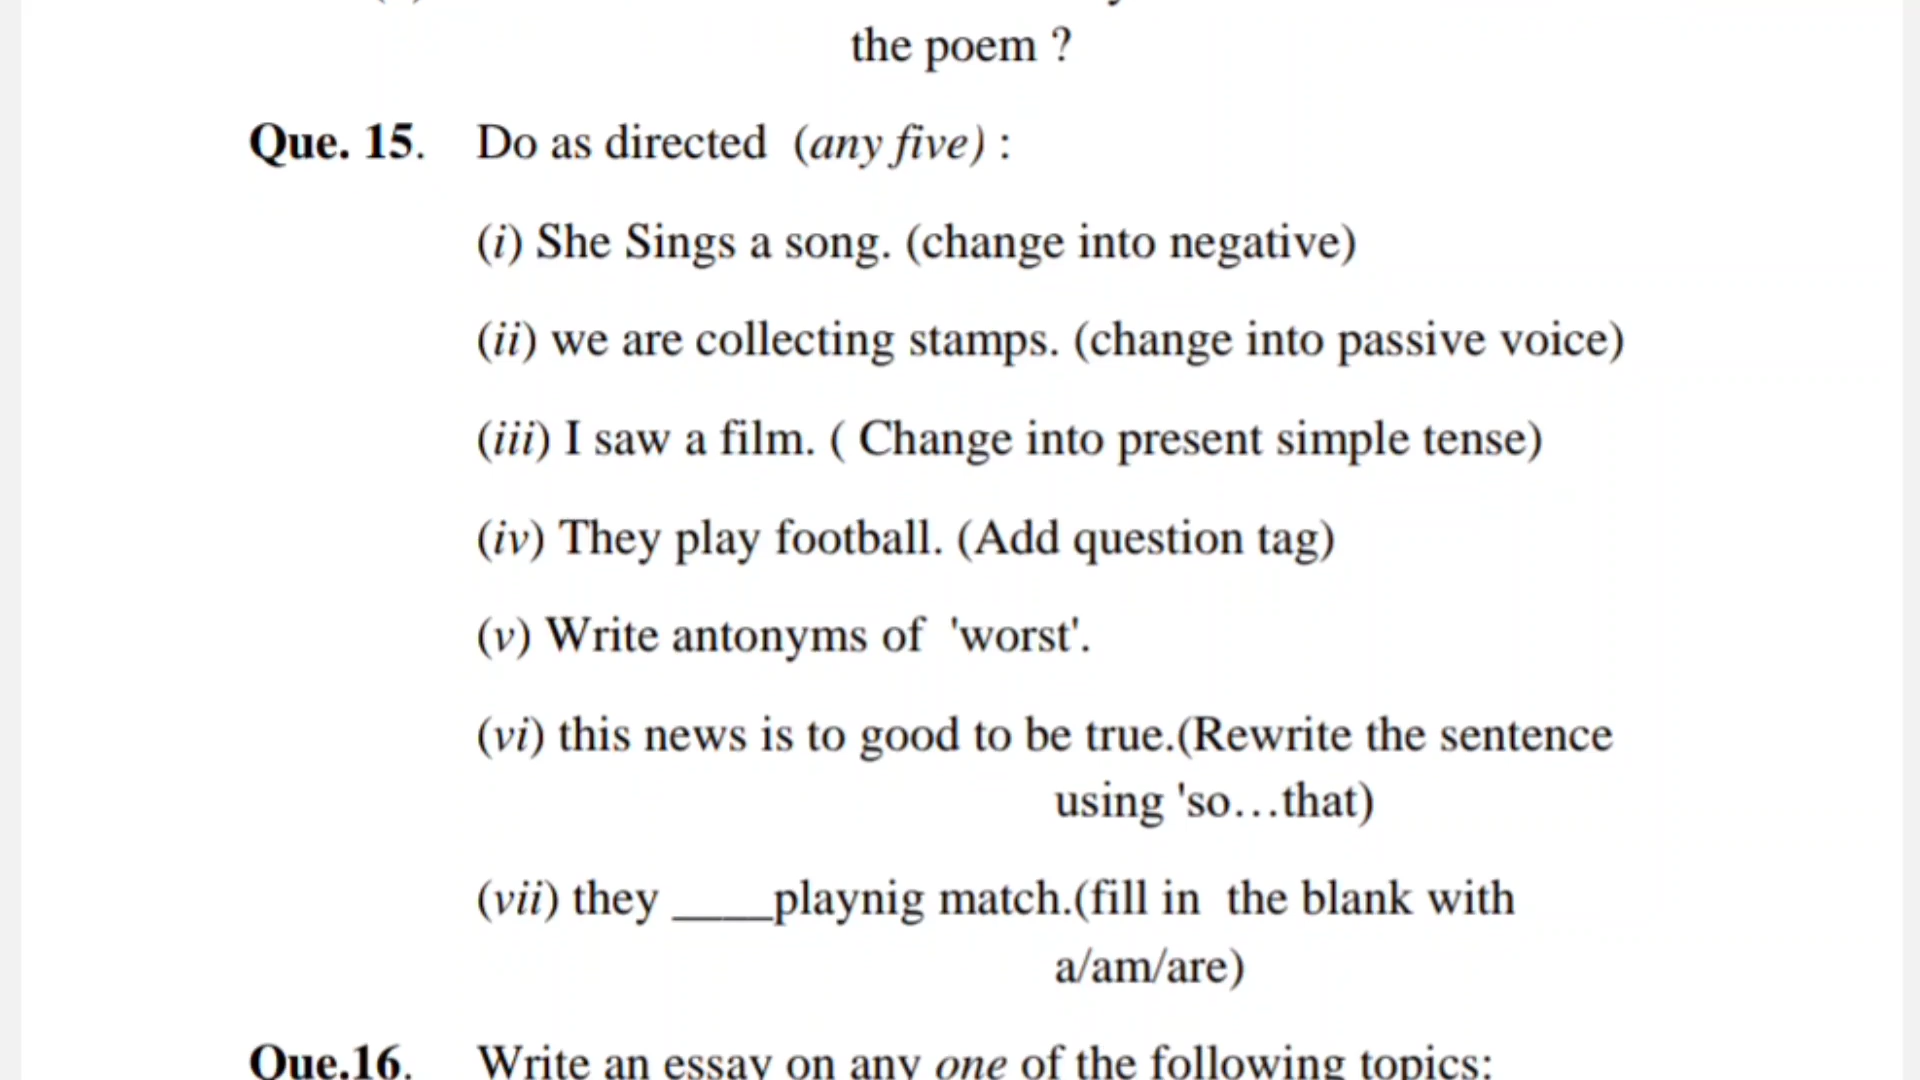 the poem ?
Que. 15. Do as directed (any five) :
(i) She Sings a song. (change into negative)
(ii) we are collecting stamps. (change into passive voice)
(iii) I saw a film. ( Change into present simple tense)
(iv) They play football. (Add question tag)
(v) Write antonyms of 'worst'.
(vi) this news is to good to be true.(Rewrite the sentence
using 'so…that)
(vii) they ____playnig match.(fill in the blank with
a/am/are)
Que.16. Write an essay on any one of the following topics: